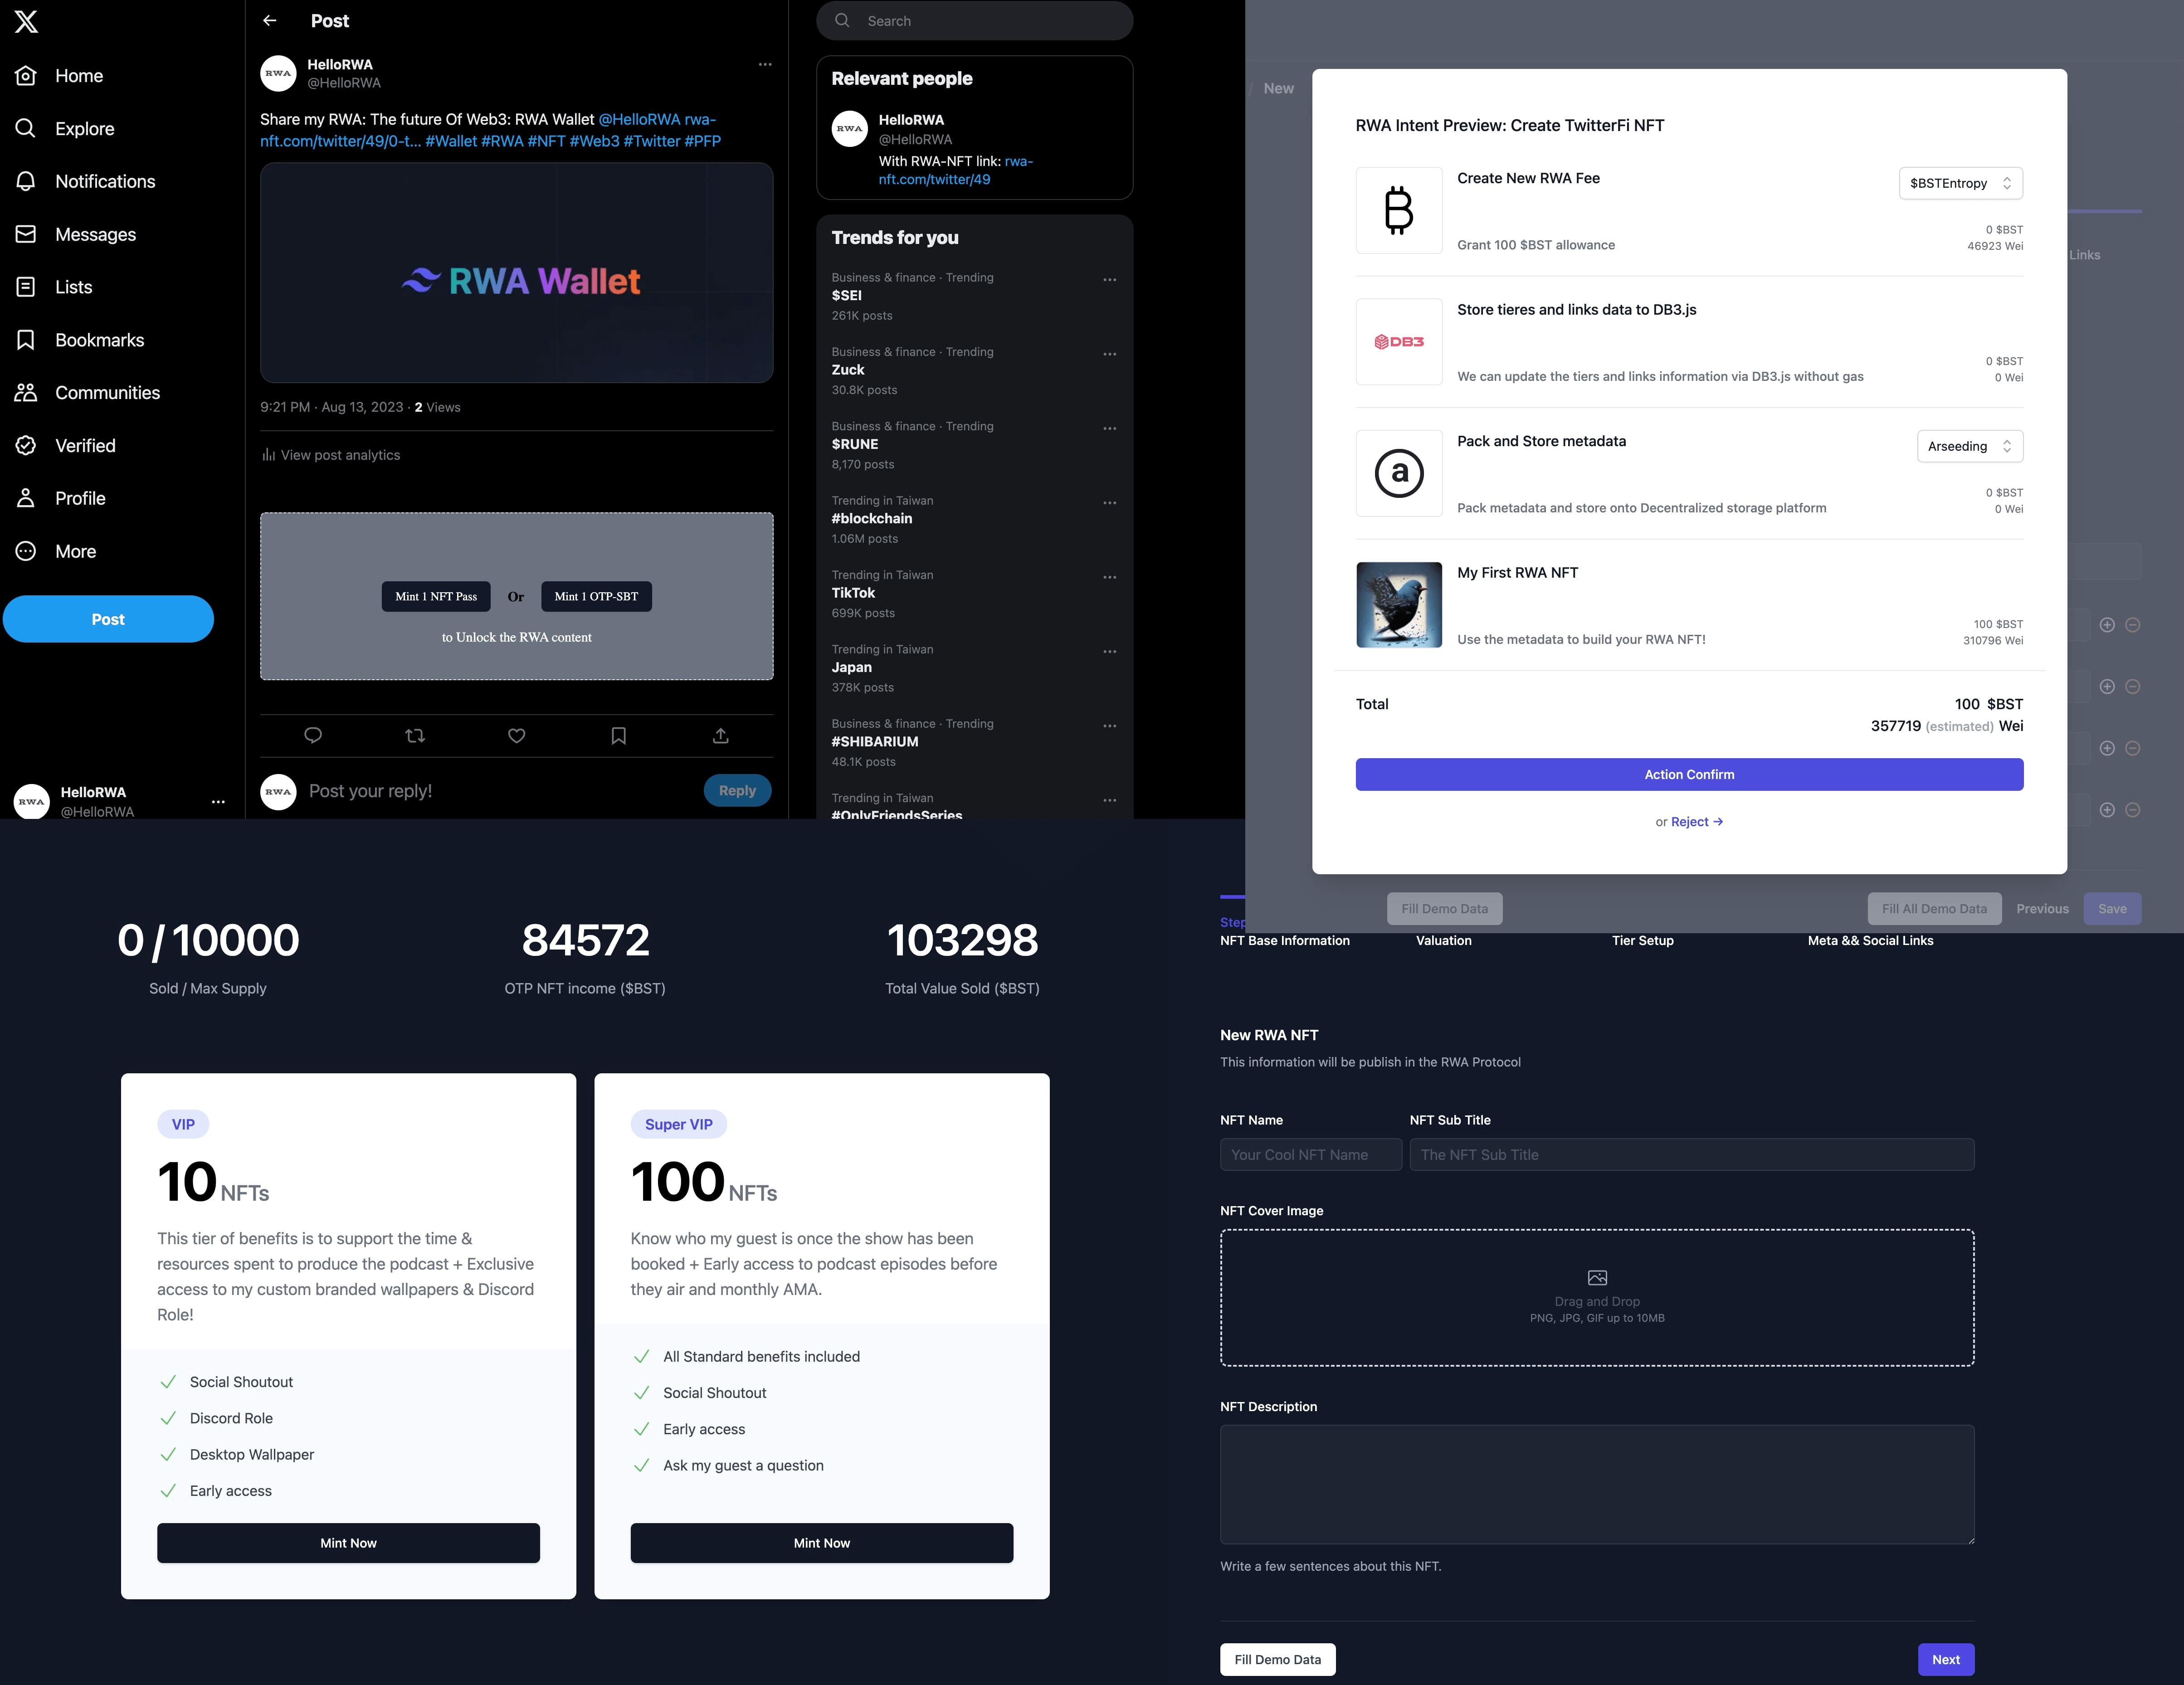 Home
Explore
Notifications
Messages
Lists
Bookmarks
Communities
Verified
Profile
More
Post
HelloRWA
@HelloRWA
Post
RWA
HelloRWA
@HelloRWA
Share my RWA: The future Of Web3: RWA Wallet @HelloRWA rwa-
nft.com/twitter/49/0-t... #Wallet #RWA #NFT #Web3 #Twitter #PFP
RWA Wallet
9:21 PM · Aug 13, 2023 · 2 Views
View post analytics
Mint 1 NFT Pass Or Mint 1 OTP-SBT
to Unlock the RWA content
RWA
Post your reply!
Reply
RWA
Search
Relevant people
RWA
HelloRWA
@HelloRWA
With RWA-NFT link: rwa-
nft.com/twitter/49
Trends for you
Business & finance · Trending
$SEI
261K posts
Business & finance · Trending
Zuck
30.8K posts
Business & finance · Trending
$RUNE
8,170 posts
Trending in Taiwan
#blockchain
1.06M posts
Trending in Taiwan
TikTok
699K posts
Trending in Taiwan
Japan
378K posts
Business & finance · Trending
#SHIBARIUM
48.1K posts
Trending in Taiwan
#OnlyFriendsSeries
/ New
Links
RWA Intent Preview: Create TwitterFi NFT
Create New RWA Fee
$BSTEntropy
Grant 100 $BST allowance
0 $BST
46923 Wei
DB3
Store tieres and links data to DB3.js
We can update the tiers and links information via DB3.js without gas
0 $BST
0 Wei
a
Pack and Store metadata
Arseeding
Pack metadata and store onto Decentralized storage platform
0 $BST
0 Wei
My First RWA NFT
Use the metadata to build your RWA NFT!
100 $BST
310796 Wei
Total
100 $BST
357719 (estimated) Wei
Action Confirm
or Reject →
Fill Demo Data
Fill All Demo Data
Previous
Save
0 / 10000
Sold / Max Supply
84572
OTP NFT income ($BST)
103298
Total Value Sold ($BST)
VIP
10 NFTs
This tier of benefits is to support the time &
resources spent to produce the podcast + Exclusive
access to my custom branded wallpapers & Discord
Role!
Social Shoutout
Discord Role
Desktop Wallpaper
Early access
Mint Now
Super VIP
100 NFTs
Know who my guest is once the show has been
booked + Early access to podcast episodes before
they air and monthly AMA.
All Standard benefits included
Social Shoutout
Early access
Ask my guest a question
Mint Now
Step
NFT Base Information
Valuation
Tier Setup
Meta && Social Links
New RWA NFT
This information will be publish in the RWA Protocol
NFT Name
NFT Sub Title
Your Cool NFT Name
The NFT Sub Title
NFT Cover Image
Drag and Drop
PNG, JPG, GIF up to 10MB
NFT Description
Write a few sentences about this NFT.
Fill Demo Data
Next